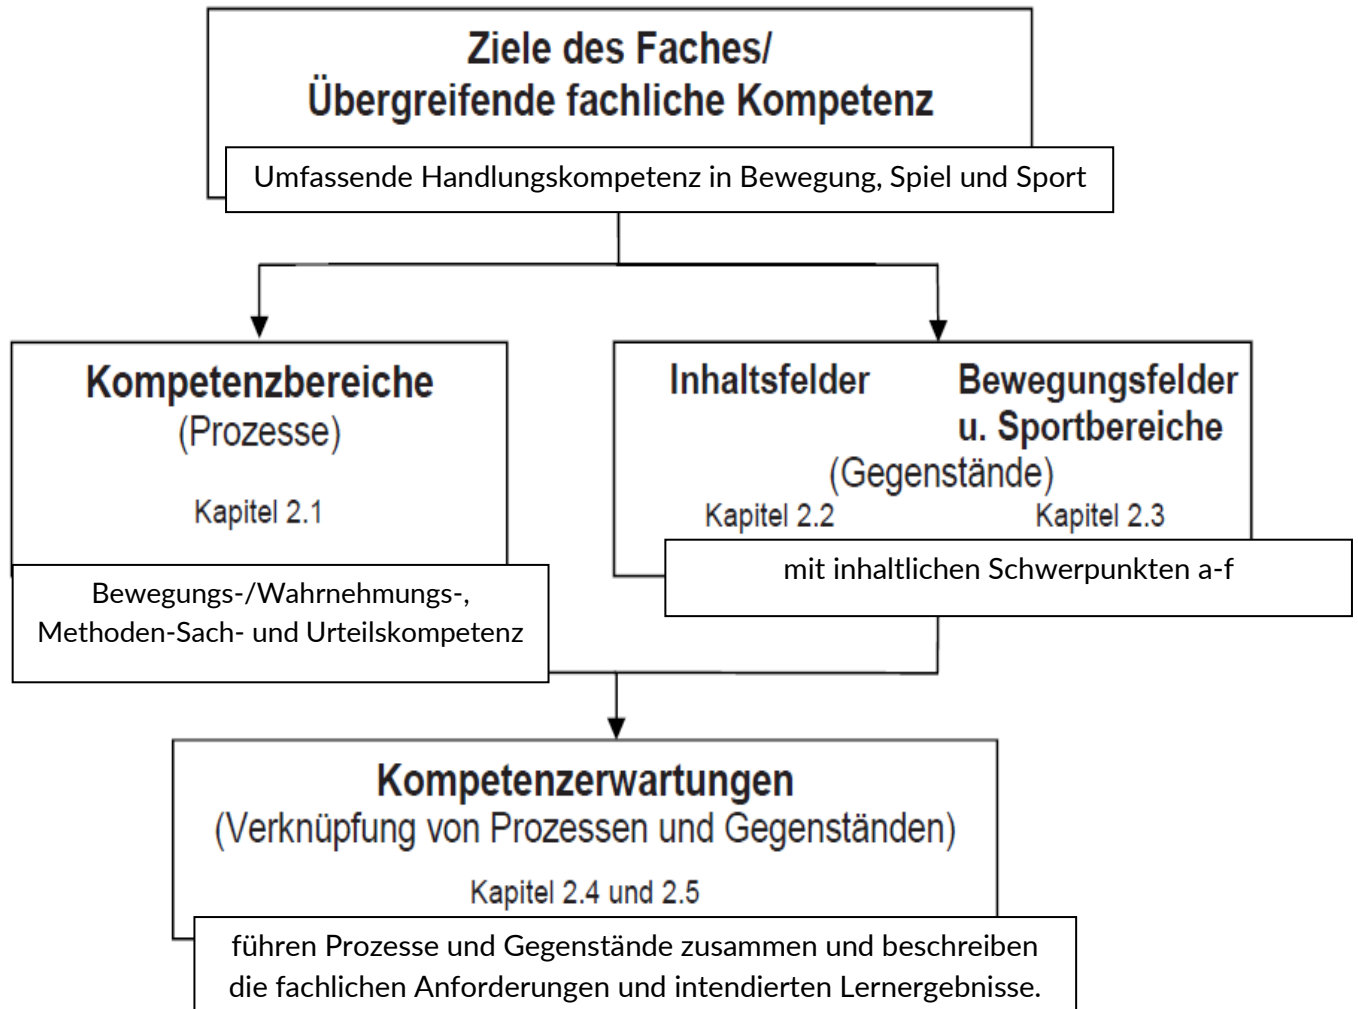 Ziele des Faches/
Übergreifende fachliche Kompetenz
Umfassende Handlungskompetenz in Bewegung, Spiel und Sport
Kompetenzbereiche
(Prozesse)
Kapitel 2.1
Bewegungs-/Wahrnehmungs-,
Methoden-Sach- und Urteilskompetenz
Inhaltsfelder
Bewegungsfelder
u. Sportbereiche
(Gegenstände)
Kapitel 2.2
Kapitel 2.3
mit inhaltlichen Schwerpunkten a-f
Kompetenzerwartungen
(Verknüpfung von Prozessen und Gegenständen)
Kapitel 2.4 und 2.5
führen Prozesse und Gegenstände zusammen und beschreiben
die fachlichen Anforderungen und intendierten Lernergebnisse.